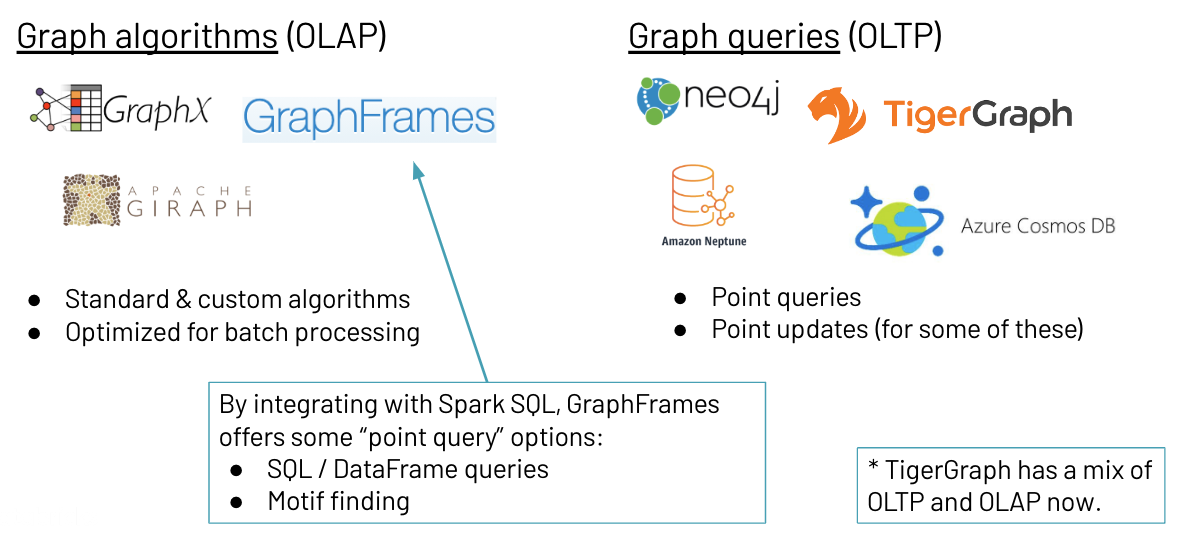 Graph algorithms (OLAP)
GraphX
GraphFrames
APACHE
GIRAPH
● Standard & custom algorithms
● Optimized for batch processing
Graph queries (OLTP)
neo4j
TigerGraph
Amazon Neptune
Azure Cosmos DB
● Point queries
● Point updates (for some of these)
By integrating with Spark SQL, GraphFrames
offers some “point query” options:
● SQL / DataFrame queries
● Motif finding
* TigerGraph has a mix of
OLTP and OLAP now.